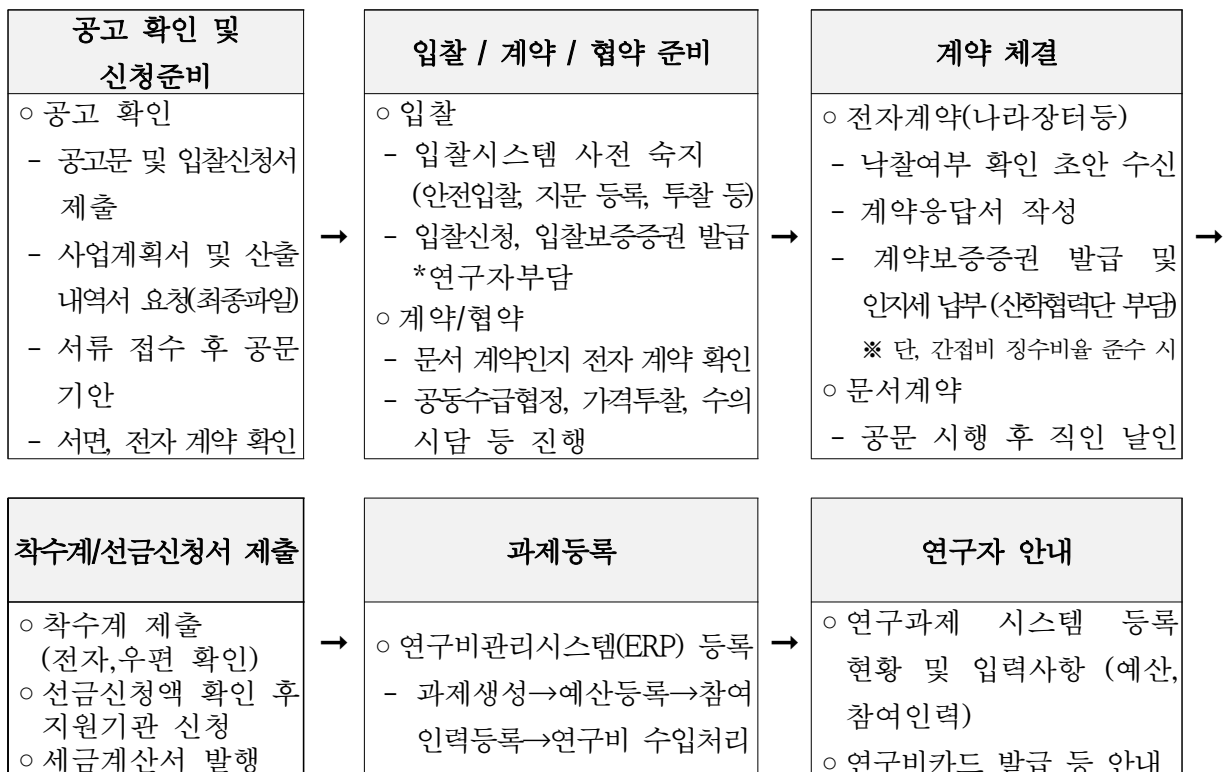 공고 확인 및
신청준비
○ 공고 확인
- 공고문 및 입찰신청서
제출
- 사업계획서 및 산출
내역서 요청(최종파일)
- 서류 접수 후 공문
기안
- 서면, 전자 계약 확인
→
입찰 / 계약 / 협약 준비
○ 입찰
- 입찰시스템 사전 숙지
(안전입찰, 지문 등록, 투찰 등)
- 입찰신청, 입찰보증증권 발급
*연구자부담
○ 계약/협약
- 문서 계약인지 전자 계약 확인
- 공동수급협정, 가격투찰, 수의
시담 등 진행
→
계약 체결
○ 전자계약(나라장터등)
- 낙찰여부 확인 초안 수신
- 계약응답서 작성
- 계약보증증권 발급 및
인지세 납부 (산학협력단 부담)
※ 단, 간접비 징수비율 준수 시
○ 문서계약
- 공문 시행 후 직인 날인
→
착수계/선금신청서 제출
○ 착수계 제출
(전자,우편 확인)
○ 선금신청액 확인 후
지원기관 신청
○ 세금계산서 발행
→
과제등록
○ 연구비관리시스템(ERP) 등록
- 과제생성→예산등록→참여
인력등록→연구비 수입처리
→
연구자 안내
○ 연구과제 시스템 등록
현황 및 입력사항 (예산,
참여인력)
○ 연구비카드 발급 등 안내